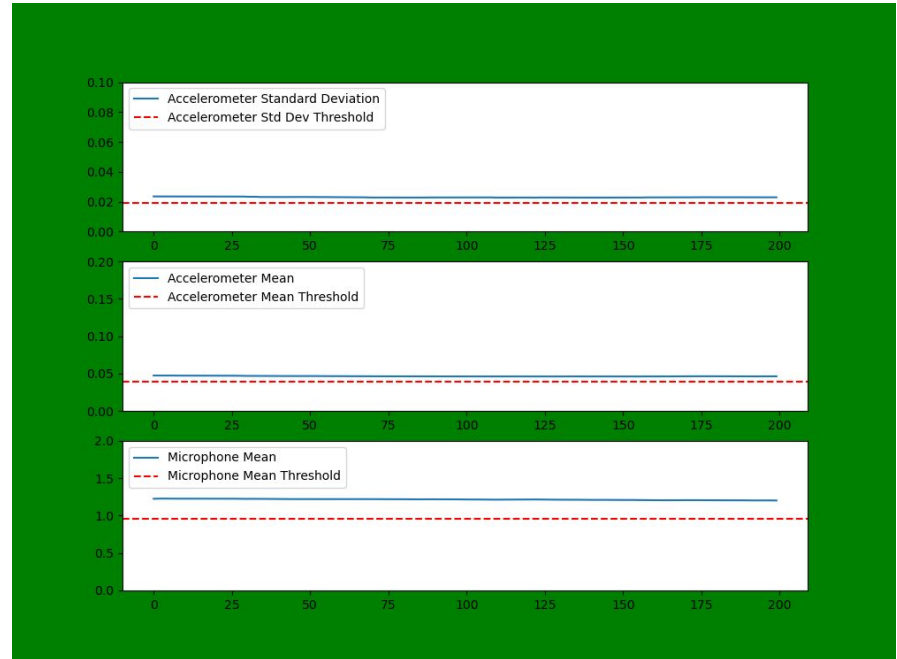 0.10
Accelerometer Standard Deviation
0.08
Accelerometer Std Dev Threshold
0.06
0.04
0.02
0.00
0 25 50 75 100 125 150 175 200
0.20
Accelerometer Mean
Accelerometer Mean Threshold
0.15
0.10
0.05
0.00
0 25 50 75 100 125 150 175 200
2.0
Microphone Mean
Microphone Mean Threshold
1.5
1.0
0.5
0.0
0 25 50 75 100 125 150 175 200